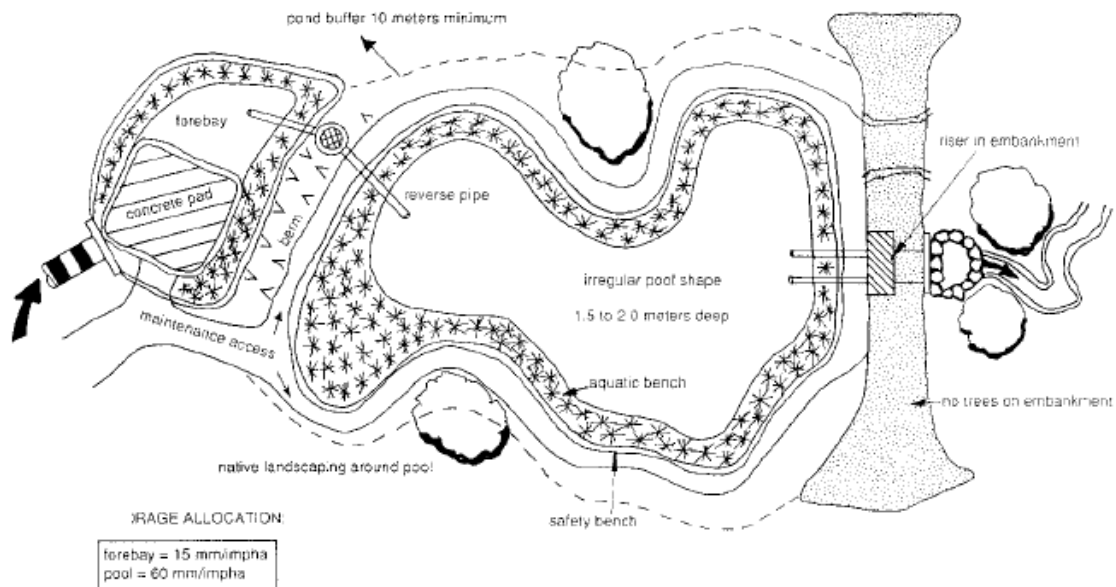 pond buffer 10 meters minimum
forebay
riser in embankment
concrete pad
reverse pipe
berm
irregular poof shape
1.5 to 2.0 meters deep
maintenance access
aquatic bench
no trees on embankment
native landscaping around pool
safety bench
RAGE ALLOCATION:
forebay = 15 mm/impha
pool = 60 mm/impha